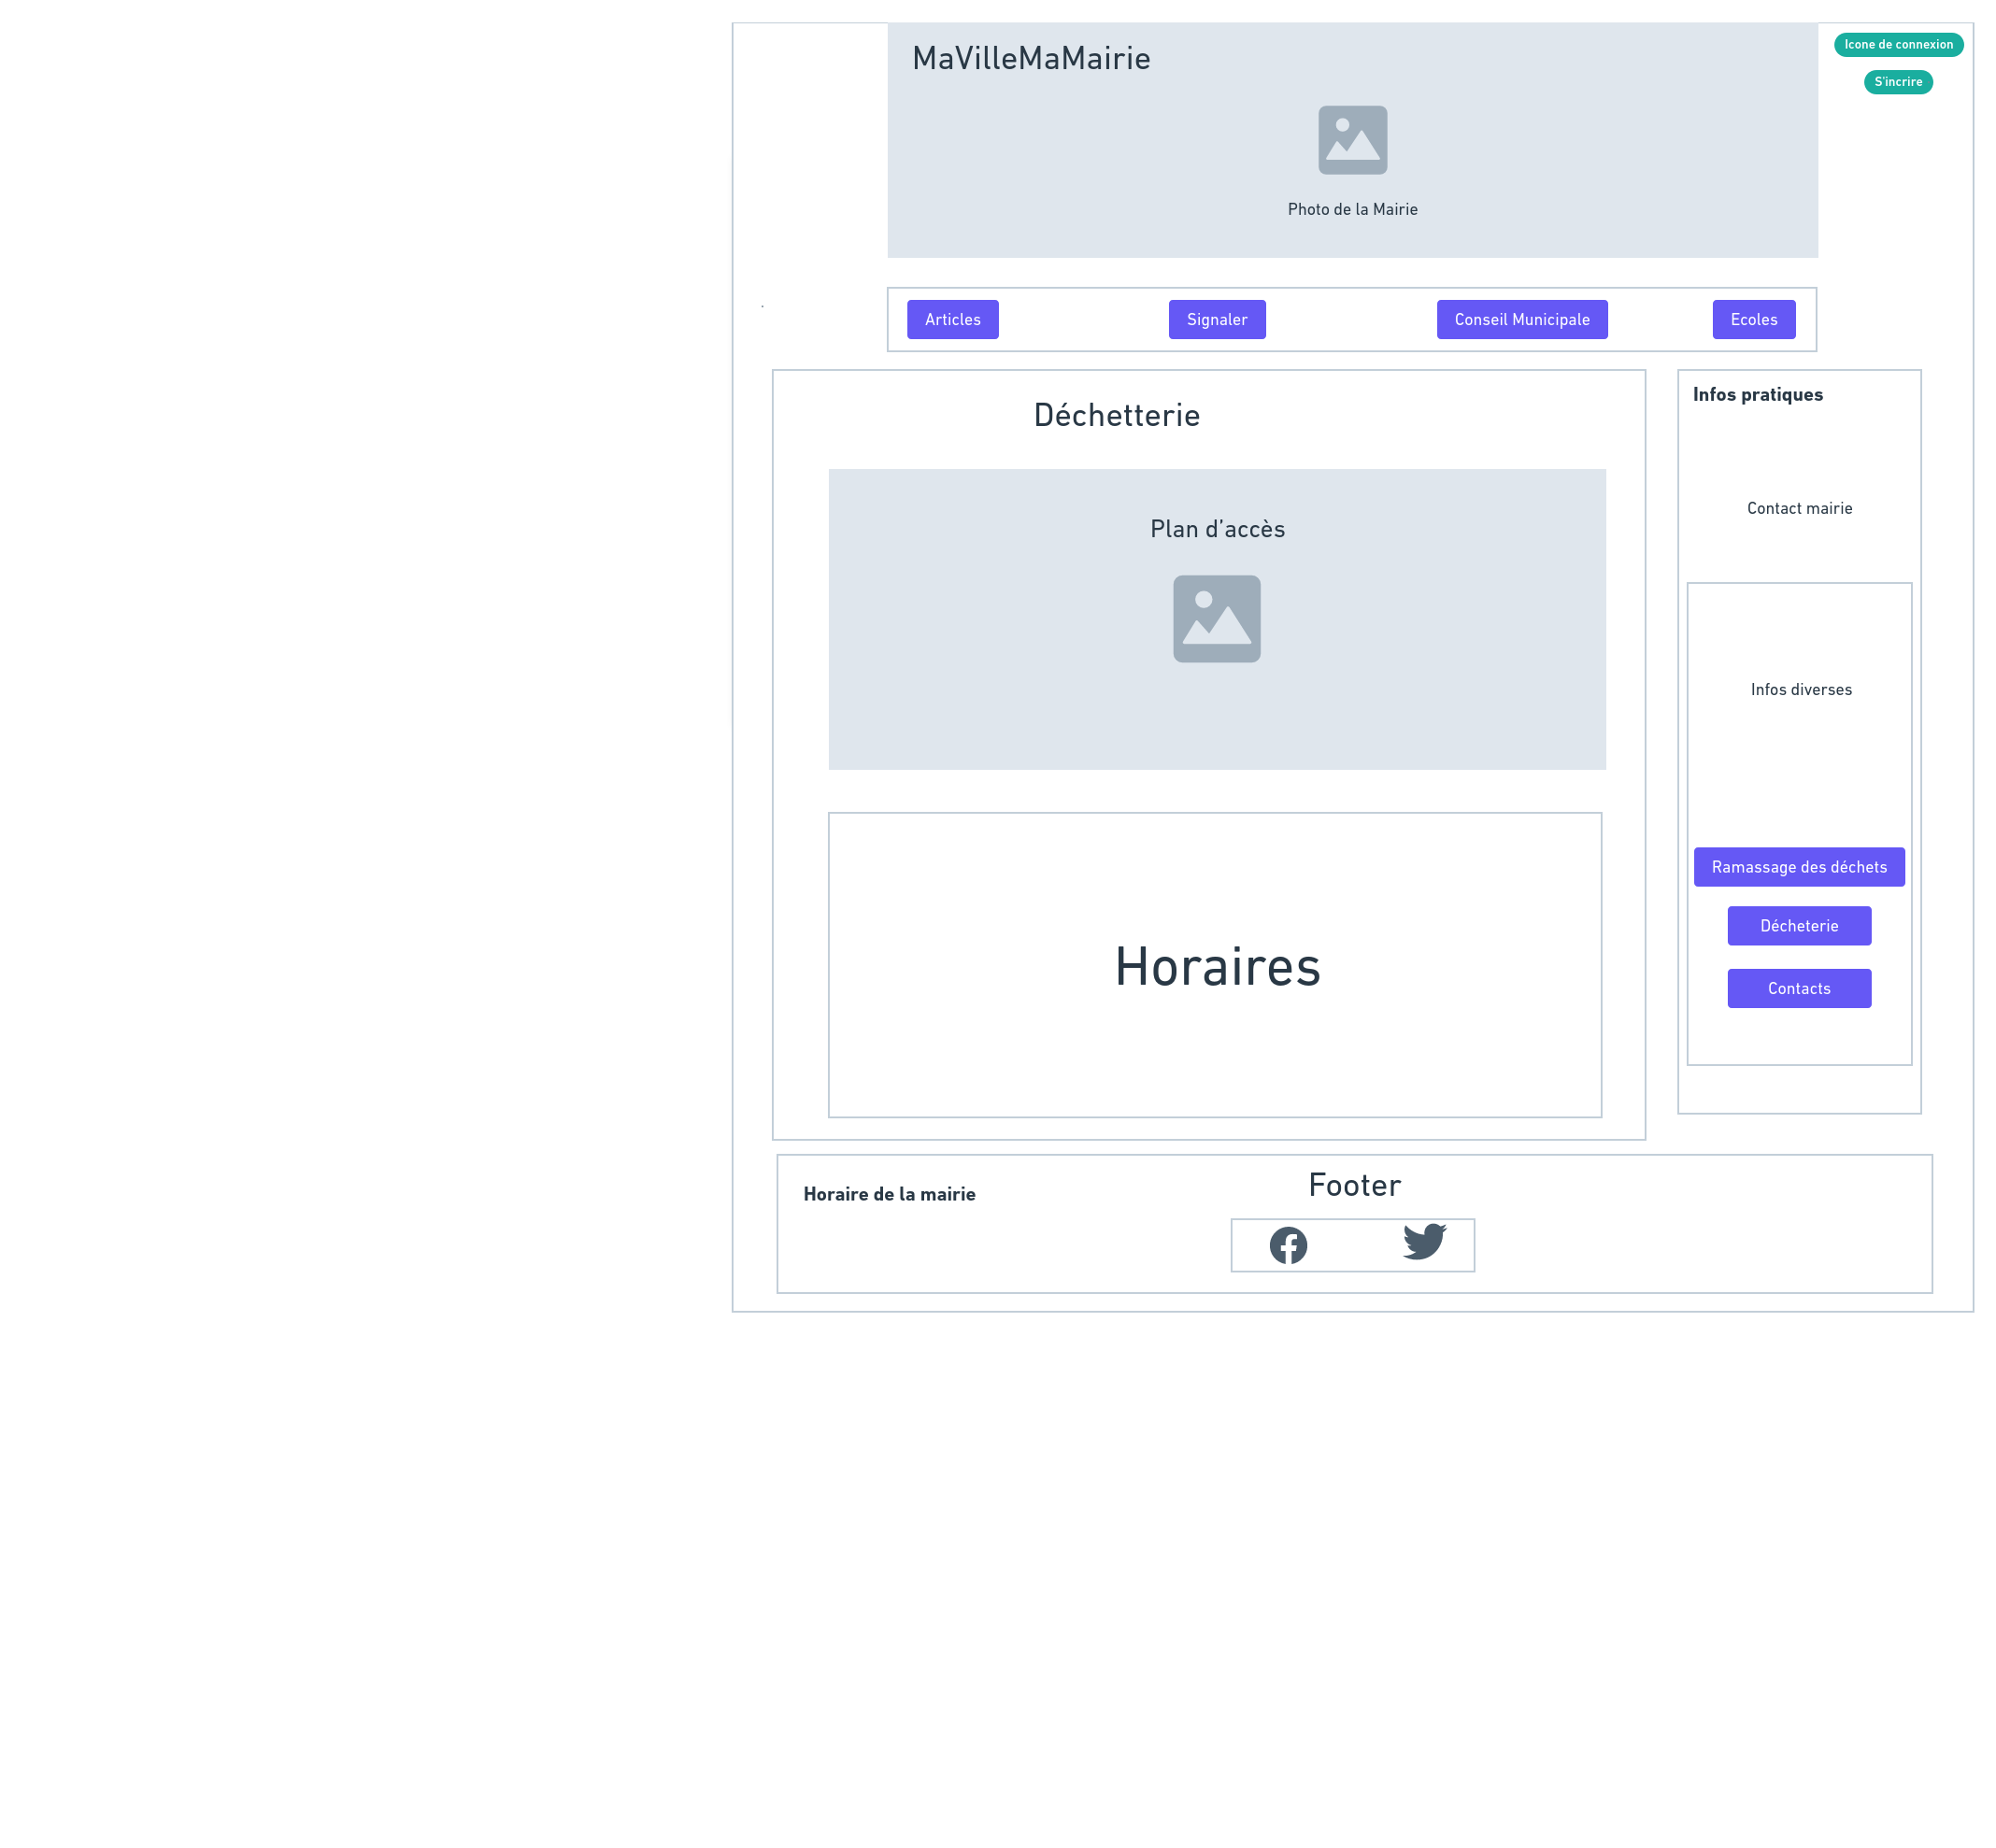 MaVilleMaMairie
Icone de connexion
S'incrire
Photo de la Mairie
Articles
Signaler
Conseil Municipale
Ecoles
Déchetterie
Plan d’accès
Horaires
Infos pratiques
Contact mairie
Infos diverses
Ramassage des déchets
Décheterie
Contacts
Horaire de la mairie
Footer